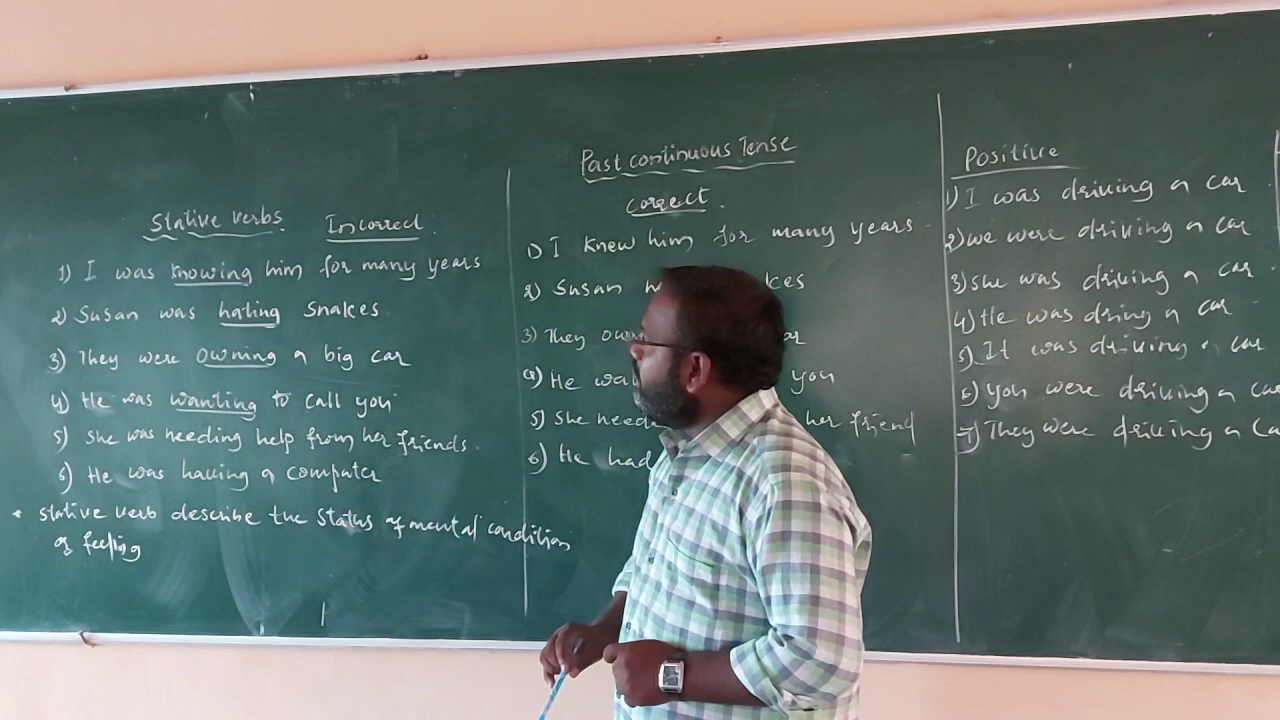 Past continuous Tense
Stative verbs. Incorrect.
1) I was knowing him for many years
2) Susan was hating Snakes.
3) They were owning a big car
4) He was wanting to call you
5) She was needing help from her friends.
6) He was having a computer
* Stative verb describe the status of mental condition
of feeling
correct.
1) I knew him for many years.
2) Susan
3) They
4) He you
5) She her friend
6) He had
Positive
1) I was driving a car
2) we were driving a car
3) she was driving a car.
4) He was dring a car
5) It was driving a car
6) you were driving a
7) They were driving a